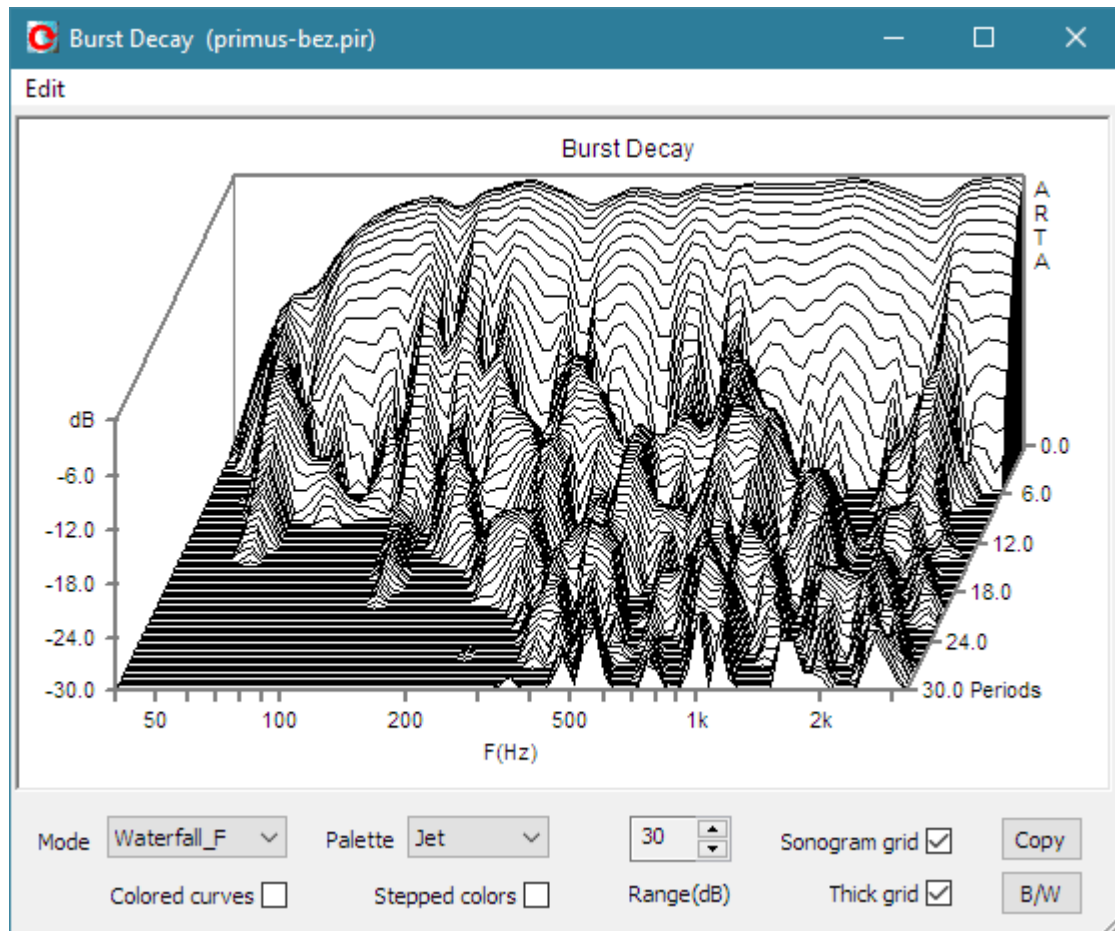 Burst Decay (primus-bez.pir)
Edit
Burst Decay
A
R
T
A
dB
-6.0
-12.0
-18.0
-24.0
-30.0
0.0
6.0
12.0
18.0
24.0
30.0 Periods
50 100 200 500 1k 2k
F(Hz)
Mode Waterfall_F Palette Jet 30 Sonogram grid Copy
Colored curves Stepped colors Range(dB) Thick grid B/W